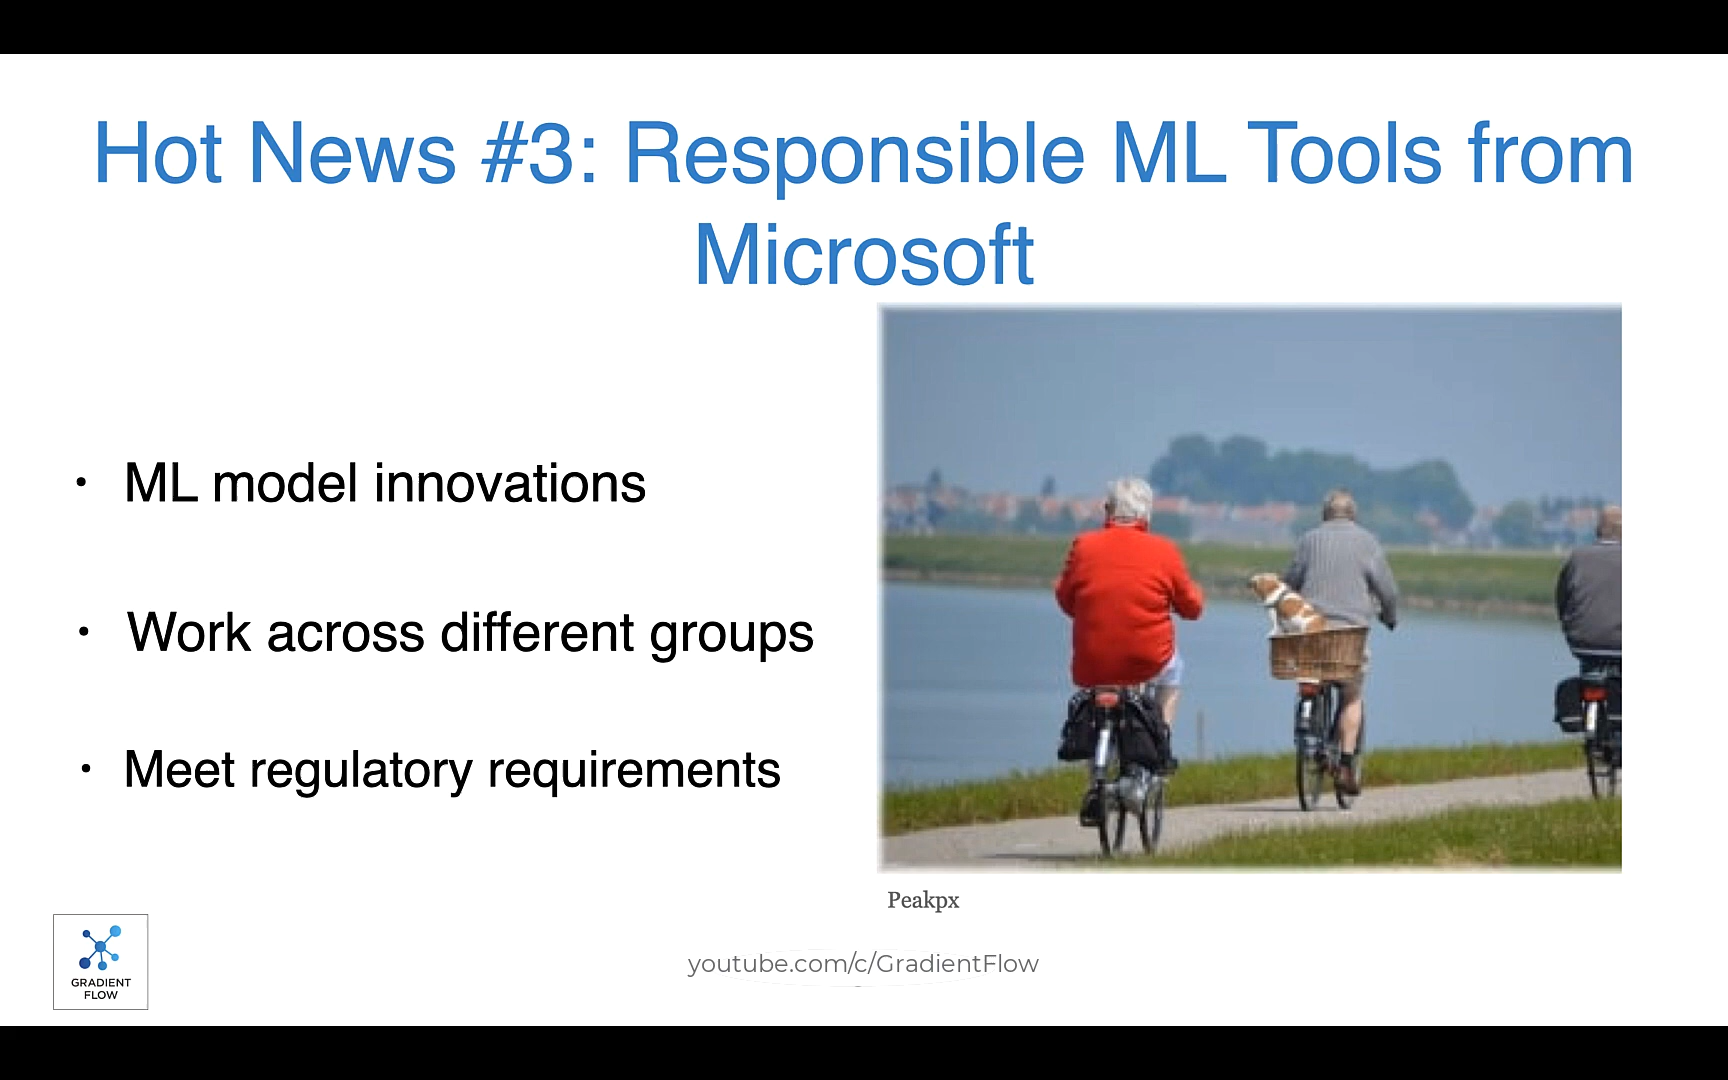 Hot News #3: Responsible ML Tools from
Microsoft
• ML model innovations
• Work across different groups
• Meet regulatory requirements
Peakpx
GRADIENT
FLOW
youtube.com/c/GradientFlow